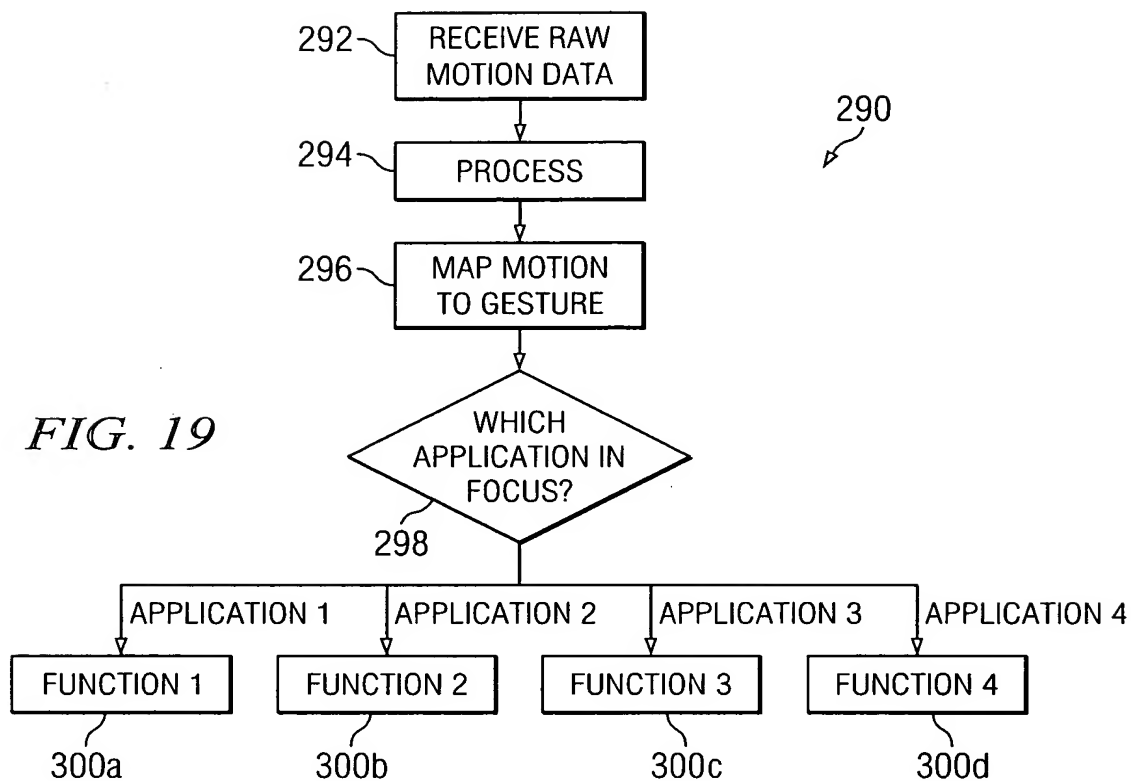 292
RECEIVE RAW
MOTION DATA
290
294
PROCESS
296
MAP MOTION
TO GESTURE
FIG. 19
WHICH
APPLICATION IN
FOCUS?
298
APPLICATION 1
APPLICATION 2
APPLICATION 3
APPLICATION 4
FUNCTION 1
FUNCTION 2
FUNCTION 3
FUNCTION 4
300a
300b
300c
300d